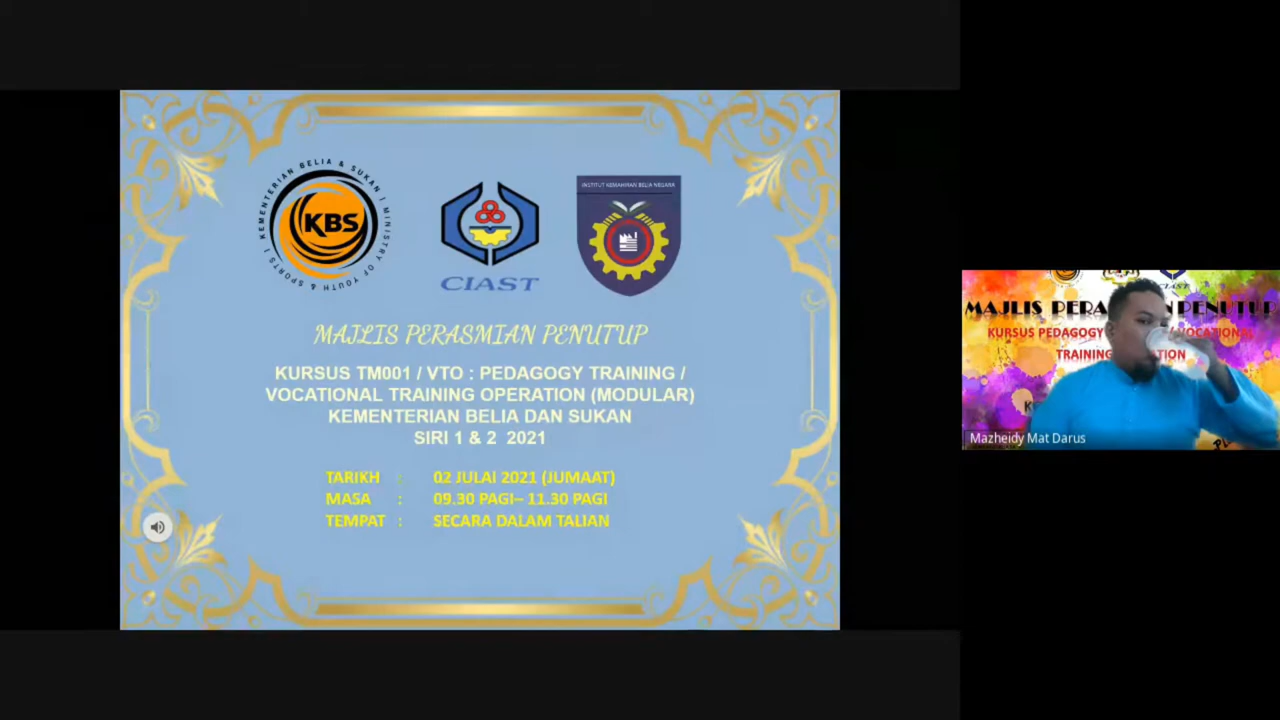 KEMENTERIAN BELIA & SUKAN | MINISTRY OF YOUTH & SPORTS |
KBS
CIAST
INSTITUT KEMAHIRAN BELIA NEGARA
MAJLIS PERASMIAN PENUTUP
KURSUS TM001 / VTO : PEDAGOGY TRAINING /
VOCATIONAL TRAINING OPERATION (MODULAR)
KEMENTERIAN BELIA DAN SUKAN
SIRI 1 & 2 2021
TARIKH : 02 JULAI 2021 (JUMAAT)
MASA : 09.30 PAGI– 11.30 PAGI
TEMPAT : SECARA DALAM TALIAN
CIAST
MAJLIS PENUTUP
KURSUS PEDAGOGY VOCATIONAL
TRAINING
Mazheidy Mat Darus